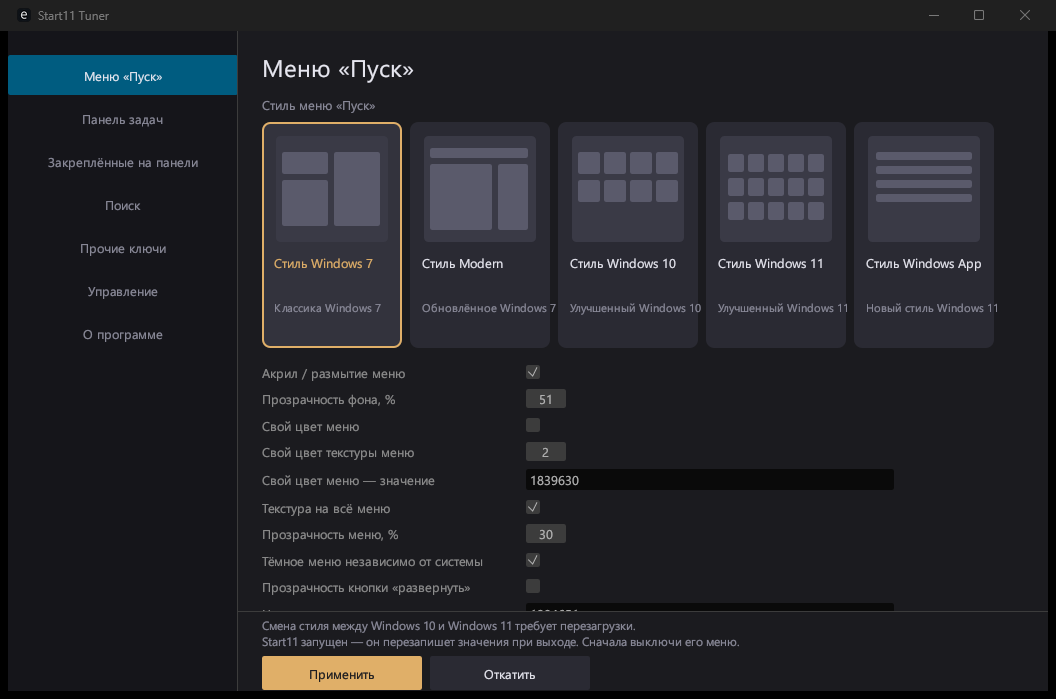 Start11 Tuner
Меню «Пуск»
Панель задач
Закреплённые на панели
Поиск
Прочие ключи
Управление
О программе
Меню «Пуск»
Стиль меню «Пуск»
Стиль Windows 7
Классика Windows 7
Стиль Modern
Обновлённое Windows 7
Стиль Windows 10
Улучшенный Windows 10
Стиль Windows 11
Улучшенный Windows 11
Стиль Windows App
Новый стиль Windows 11
Акрил / размытие меню
Прозрачность фона, % 51
Свой цвет меню
Свой цвет текстуры меню 2
Свой цвет меню — значение 1839630
Текстура на всё меню
Прозрачность меню, % 30
Тёмное меню независимо от системы
Прозрачность кнопки «развернуть»
Смена стиля между Windows 10 и Windows 11 требует перезагрузки.
Start11 запущен — он перезапишет значения при выходе. Сначала выключи его меню.
Применить
Откатить